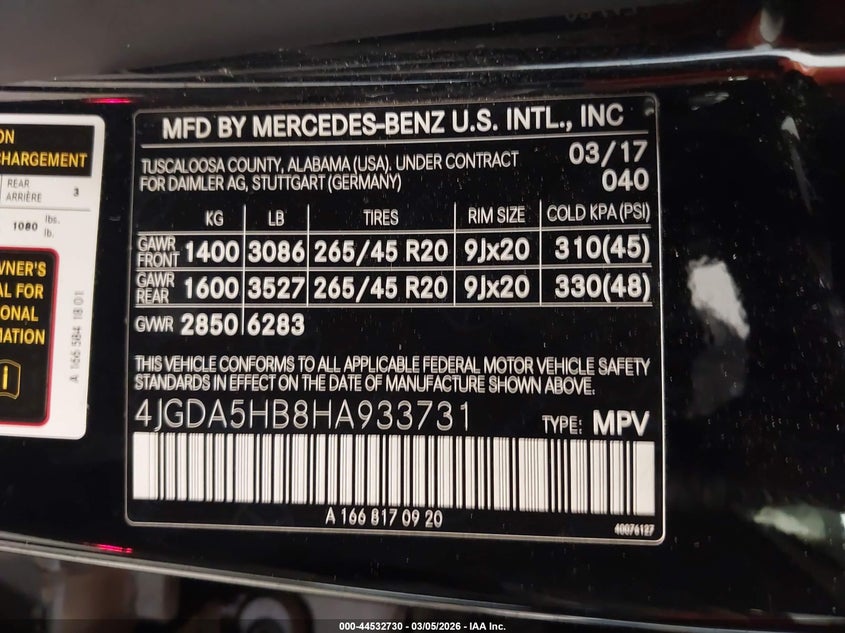 ON
CHARGEMENT
REAR
ARRIÈRE
3
1080 lbs.
lb.
WNER'S
AL FOR
IONAL
MATION
i
A 166 584 18 01
MFD BY MERCEDES-BENZ U.S. INTL., INC
TUSCALOOSA COUNTY, ALABAMA (USA). UNDER CONTRACT
FOR DAIMLER AG, STUTTGART (GERMANY)
03/17
040
KG LB TIRES RIM SIZE COLD KPA (PSI)
GAWR FRONT 1400 3086 265/45 R20 9Jx20 310(45)
GAWR REAR 1600 3527 265/45 R20 9Jx20 330(48)
GVWR 2850 6283
THIS VEHICLE CONFORMS TO ALL APPLICABLE FEDERAL MOTOR VEHICLE SAFETY
STANDARDS IN EFFECT ON THE DATE OF MANUFACTURE SHOWN ABOVE.
4JGDA5HB8HA933731 TYPE: MPV
A 166 817 09 20
40076127
000-44532730 - 03/05/2026 - IAA Inc.